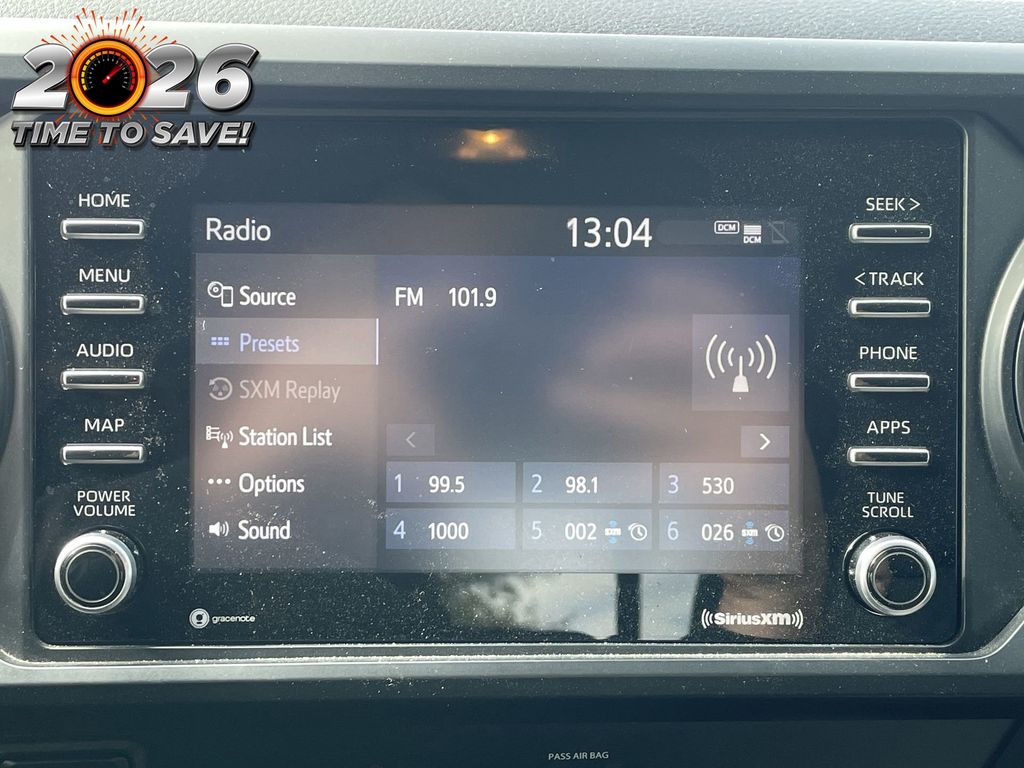 2026
TIME TO SAVE!
HOME
MENU
AUDIO
MAP
POWER
VOLUME
Radio
13:04
DCM
DCM
Source
Presets
SXM Replay
Station List
Options
Sound
FM 101.9
<
>
1 99.5
2 98.1
3 530
4 1000
5 002 SXM
6 026 SXM
SEEK >
< TRACK
PHONE
APPS
TUNE
SCROLL
gracenote
((SiriusXM))
PASS AIR BAG